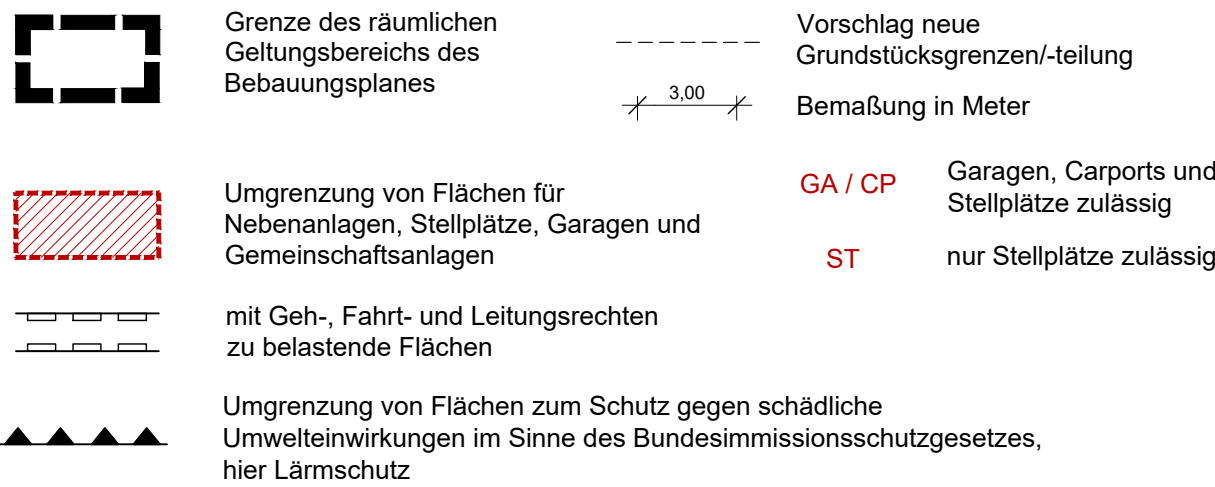 Grenze des räumlichen
Geltungsbereichs des
Bebauungsplanes
Umgrenzung von Flächen für
Nebenanlagen, Stellplätze, Garagen und
Gemeinschaftsanlagen
mit Geh-, Fahrt- und Leitungsrechten
zu belastende Flächen
Umgrenzung von Flächen zum Schutz gegen schädliche
Umwelteinwirkungen im Sinne des Bundesimmissionsschutzgesetzes,
hier Lärmschutz
Vorschlag neue
Grundstücksgrenzen/-teilung
3,00
Bemaßung in Meter
GA / CP
Garagen, Carports und
Stellplätze zulässig
ST
nur Stellplätze zulässig